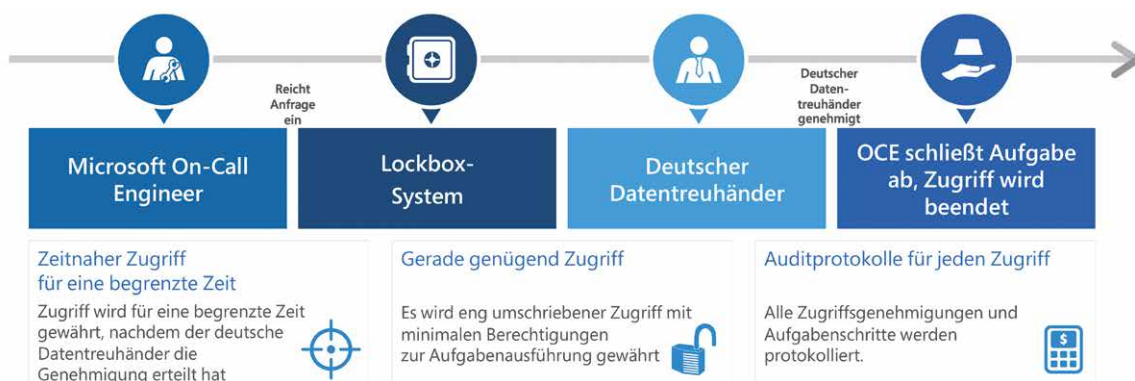 Reicht
Anfrage
ein
Deutscher
Daten-
treuhänder
genehmigt
Microsoft On-Call
Engineer
Lockbox-
System
Deutscher
Datentreuhänder
OCE schließt Aufgabe
ab, Zugriff wird
beendet
Zeitnaher Zugriff
für eine begrenzte Zeit
Zugriff wird für eine begrenzte Zeit
gewährt, nachdem der deutsche
Datentreuhänder die
Genehmigung erteilt hat
Gerade genügend Zugriff
Es wird eng umschriebener Zugriff mit
minimalen Berechtigungen
zur Aufgabenausführung gewährt
Auditprotokolle für jeden Zugriff
Alle Zugriffsgenehmigungen und
Aufgabenschritte werden
protokolliert.
$